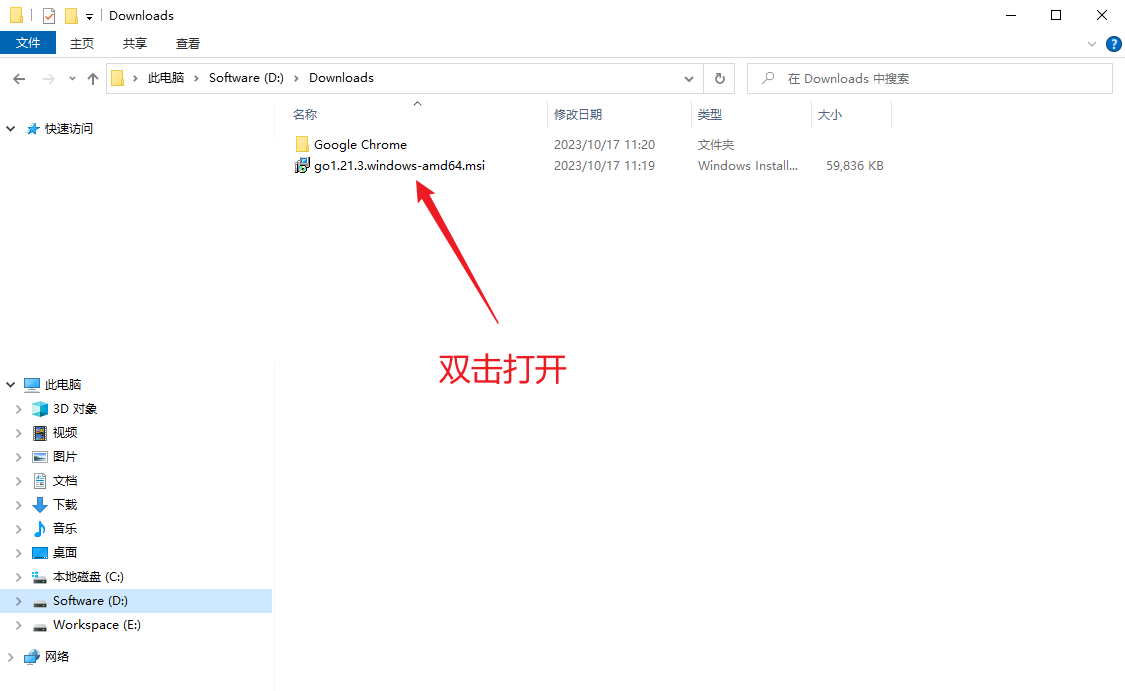 Downloads
文件 主页 共享 查看
此电脑 Software (D:) Downloads 在 Downloads 中搜索
快速访问
名称 修改日期 类型 大小
Google Chrome 2023/10/17 11:20 文件夹
go1.21.3.windows-amd64.msi 2023/10/17 11:19 Windows Install... 59,836 KB
双击打开
此电脑
3D 对象
视频
图片
文档
下载
音乐
桌面
本地磁盘 (C:)
Software (D:)
Workspace (E:)
网络